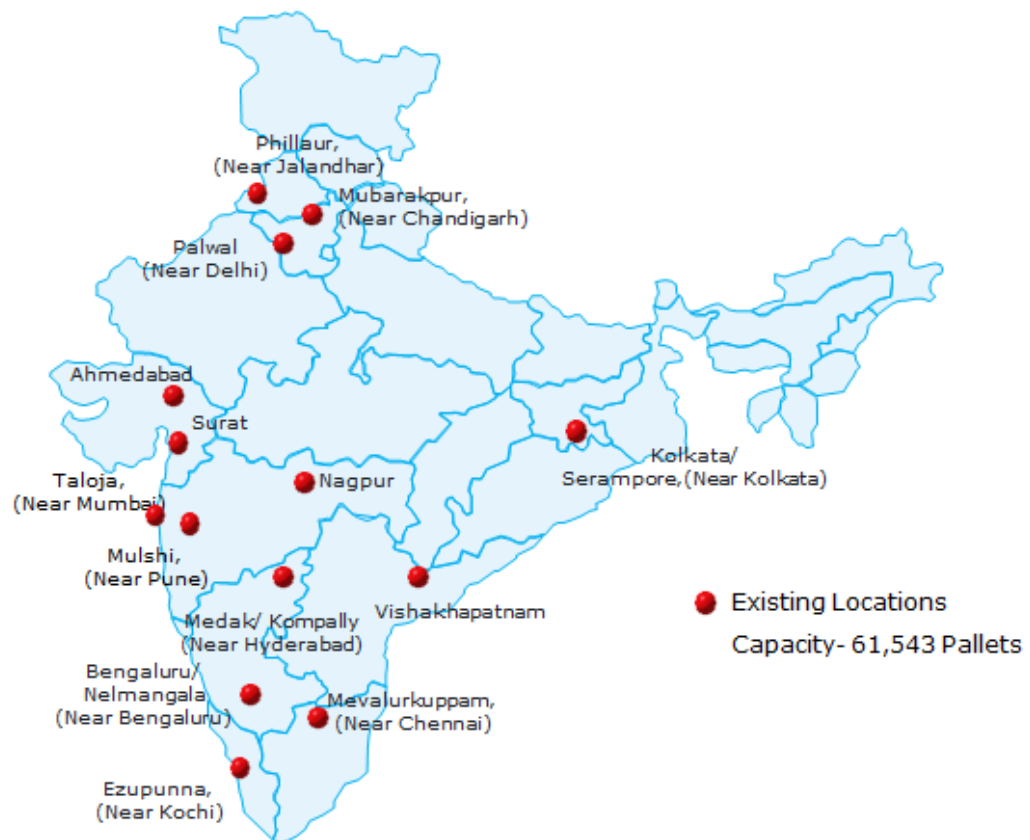 Phillaur,
(Near Jalandhar)
Mubarakpur,
(Near Chandigarh)
Palwal
(Near Delhi)
Ahmedabad
Surat
Taloja,
(Near Mumbai)
Nagpur
Kolkata/
Serampore,(Near Kolkata)
Mulshi,
(Near Pune)
Medak/ Kompally
(Near Hyderabad)
Vishakhapatnam
Existing Locations
Capacity- 61,543 Pallets
Bengaluru/
Nelmangala
(Near Bengaluru)
Mevalurkuppam,
(Near Chennai)
Ezupunna,
(Near Kochi)